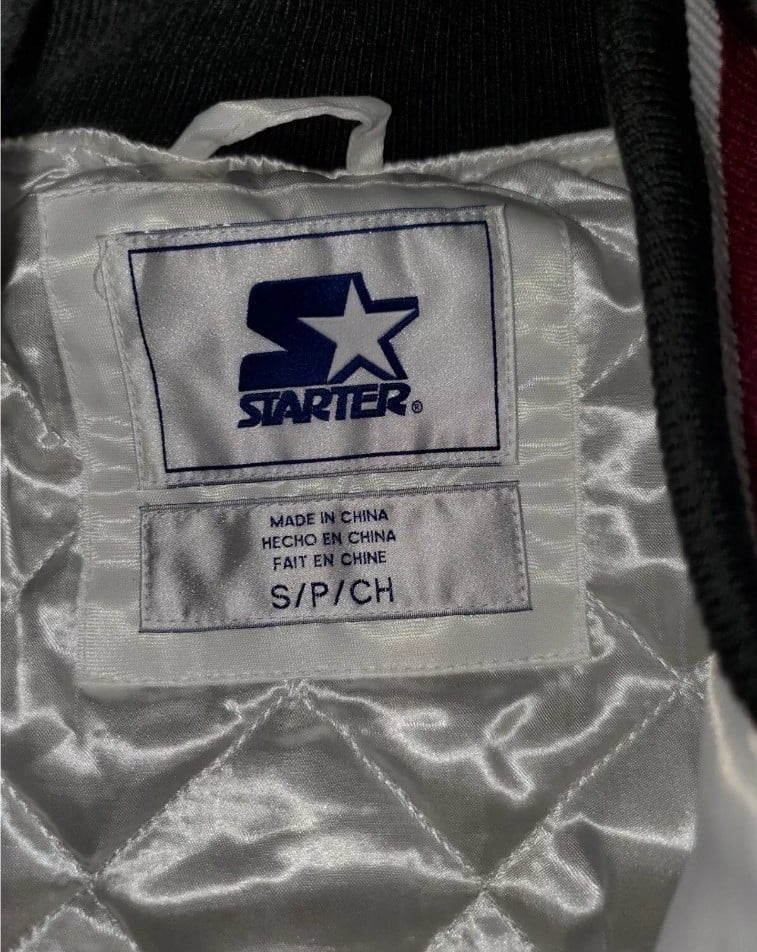 STARTER®
MADE IN CHINA
HECHO EN CHINA
FAIT EN CHINE
S/P/CH